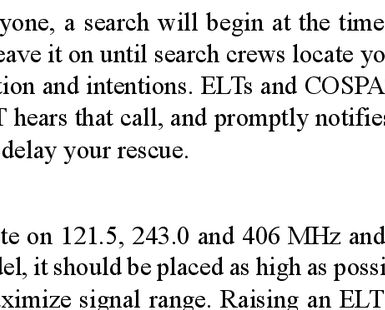 yone, a search will begin at the time
eave it on until search crews locate yo
tion and intentions. ELTs and COSPA
T hears that call, and promptly notifies
delay your rescue.
te on 121.5, 243.0 and 406 MHz and
del, it should be placed as high as possi
aximize signal range. Raising an ELT